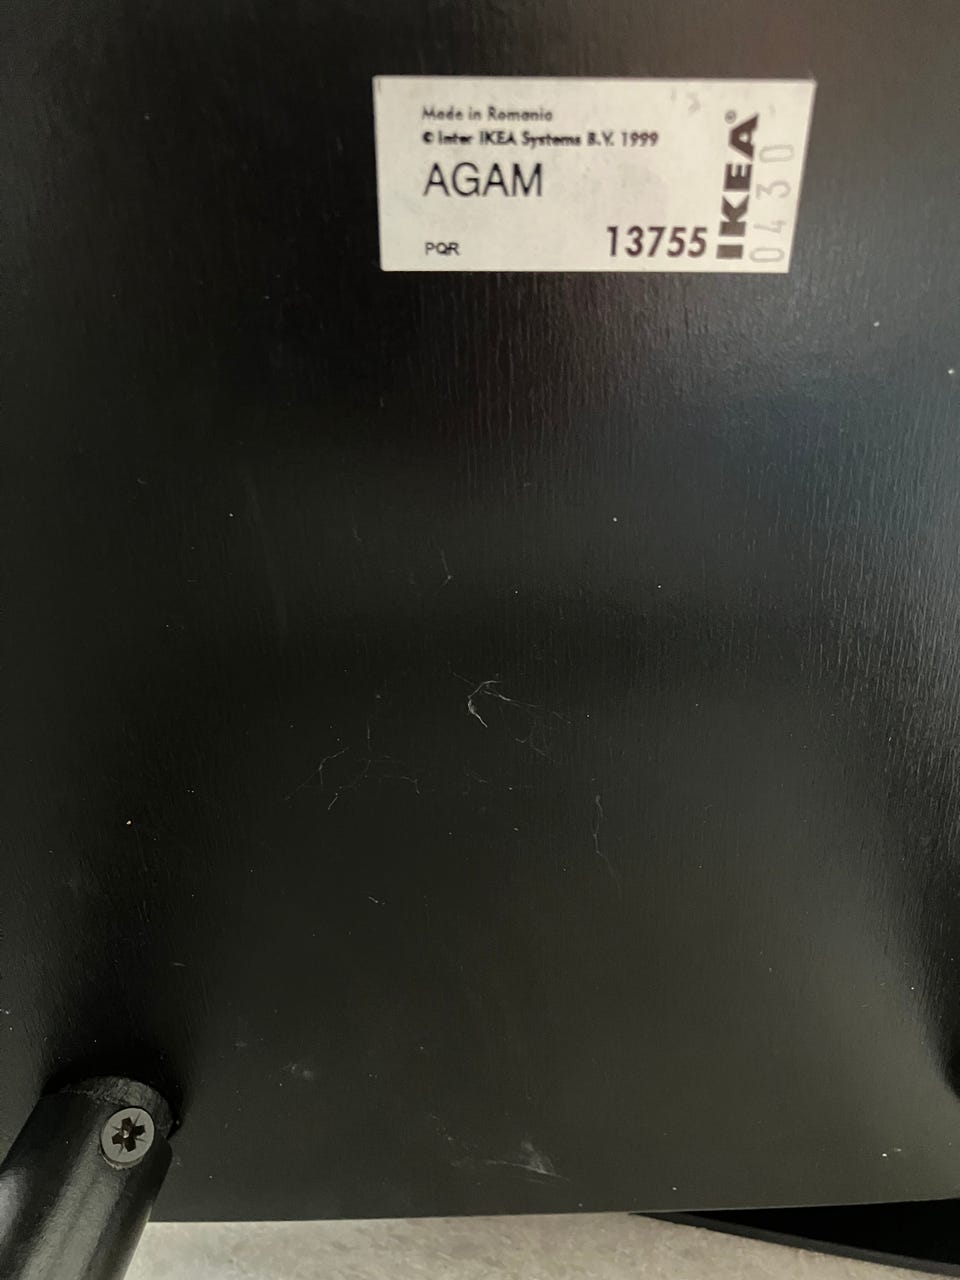 Made in Romania
© Inter IKEA Systems B.V. 1999
AGAM
PQR
13755
IKEA®
0430